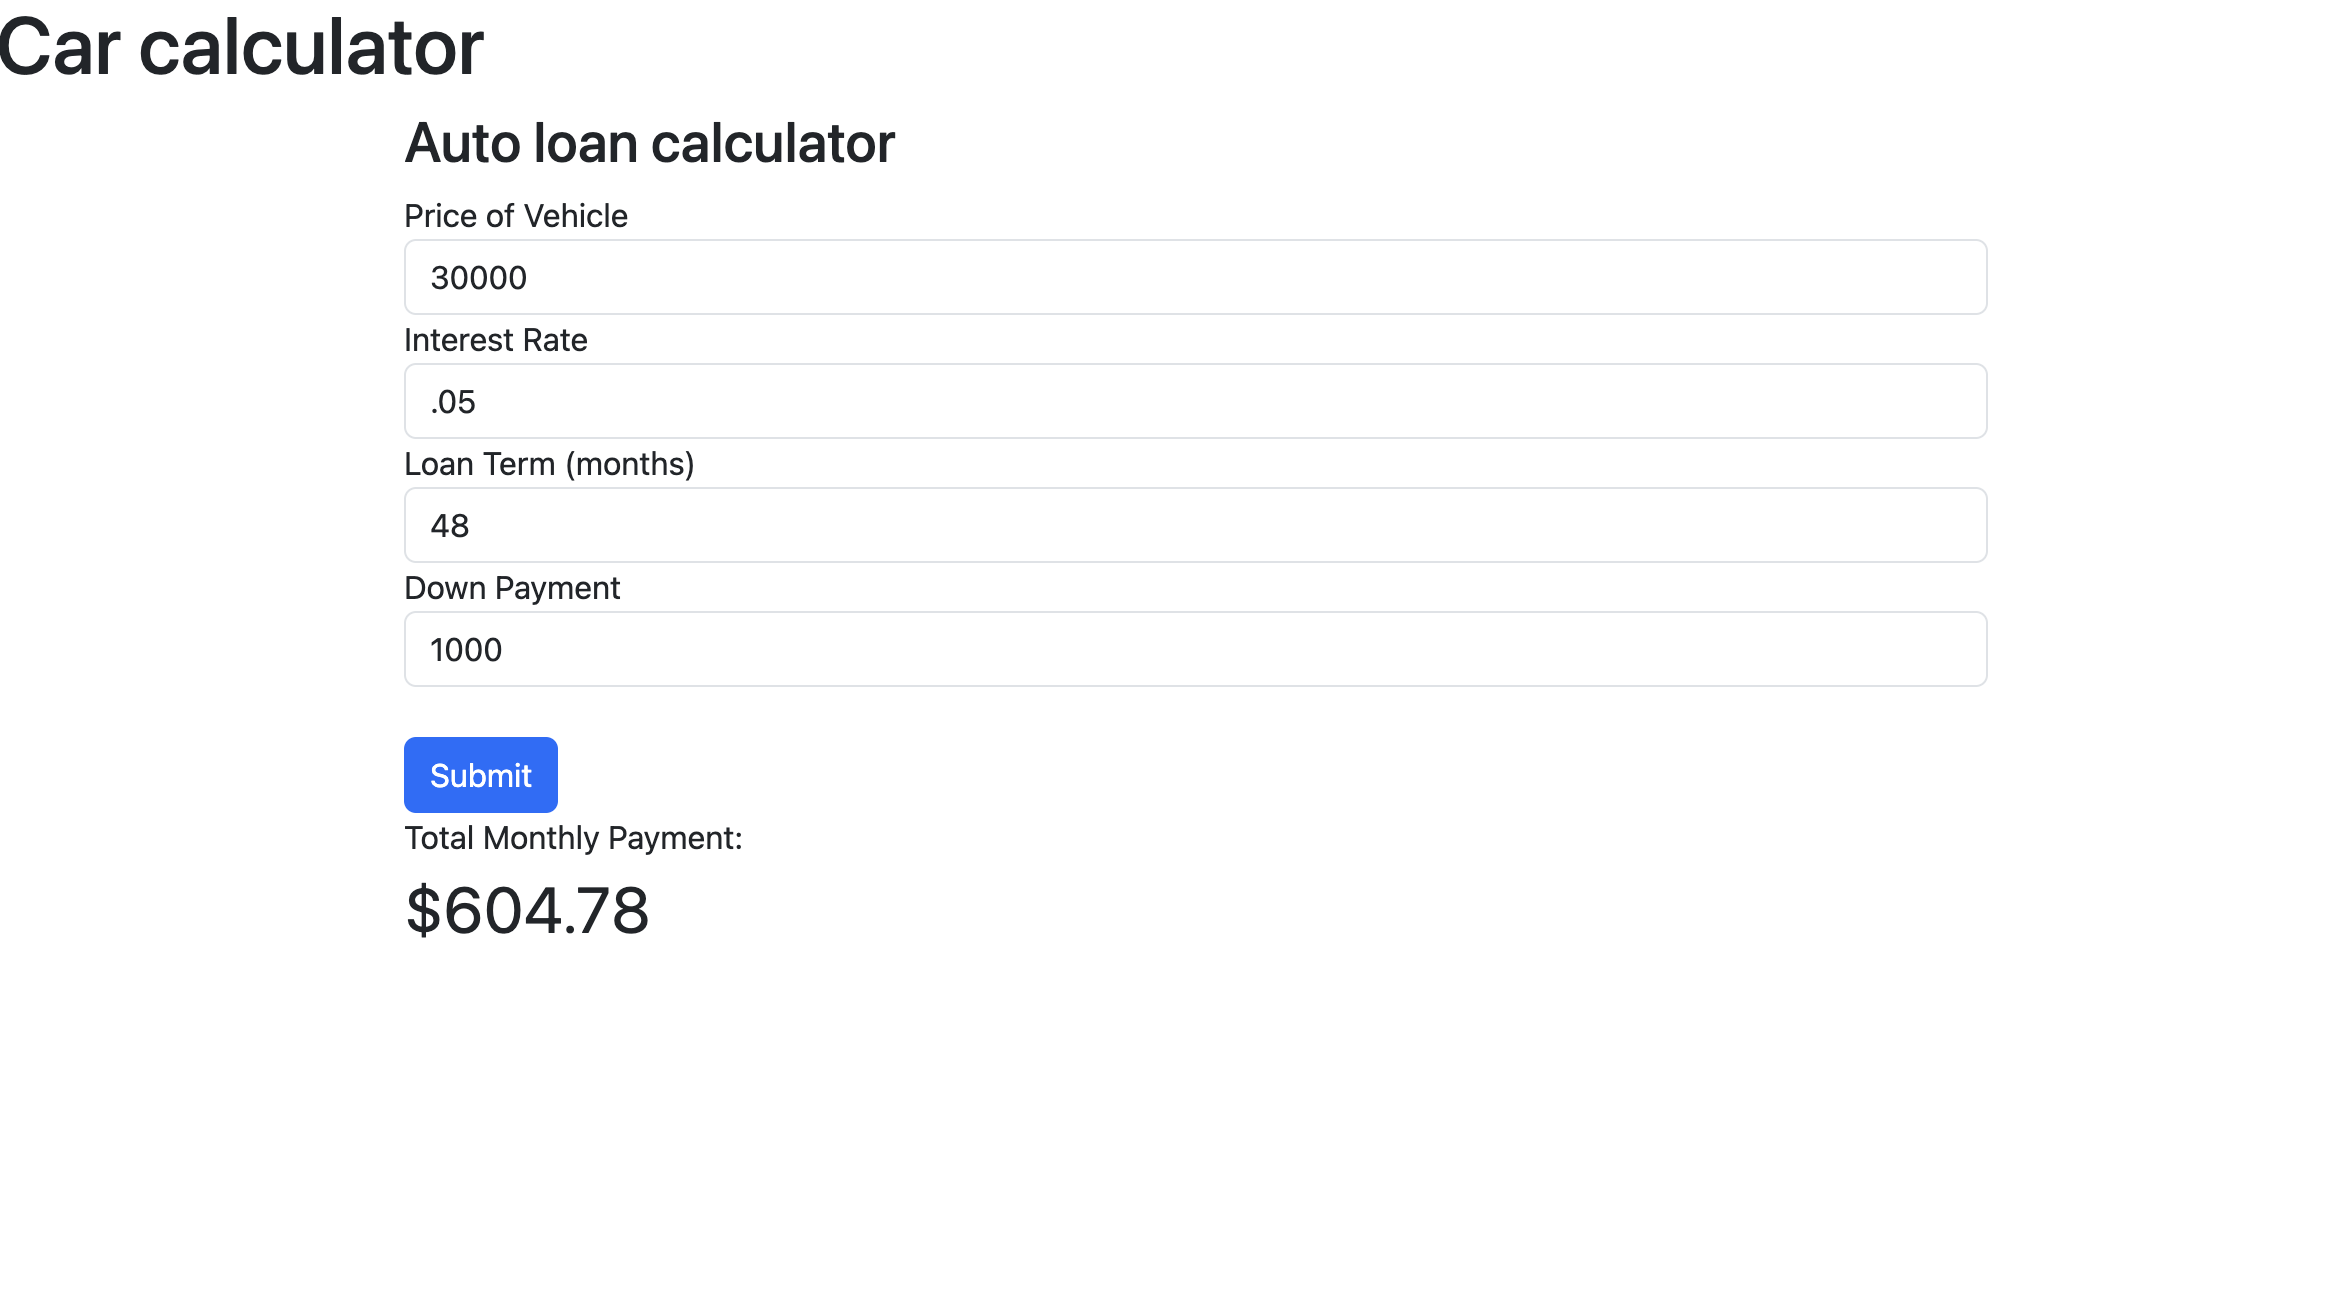 Car calculator
Auto loan calculator
Price of Vehicle
30000
Interest Rate
.05
Loan Term (months)
48
Down Payment
1000
Submit
Total Monthly Payment:
$604.78